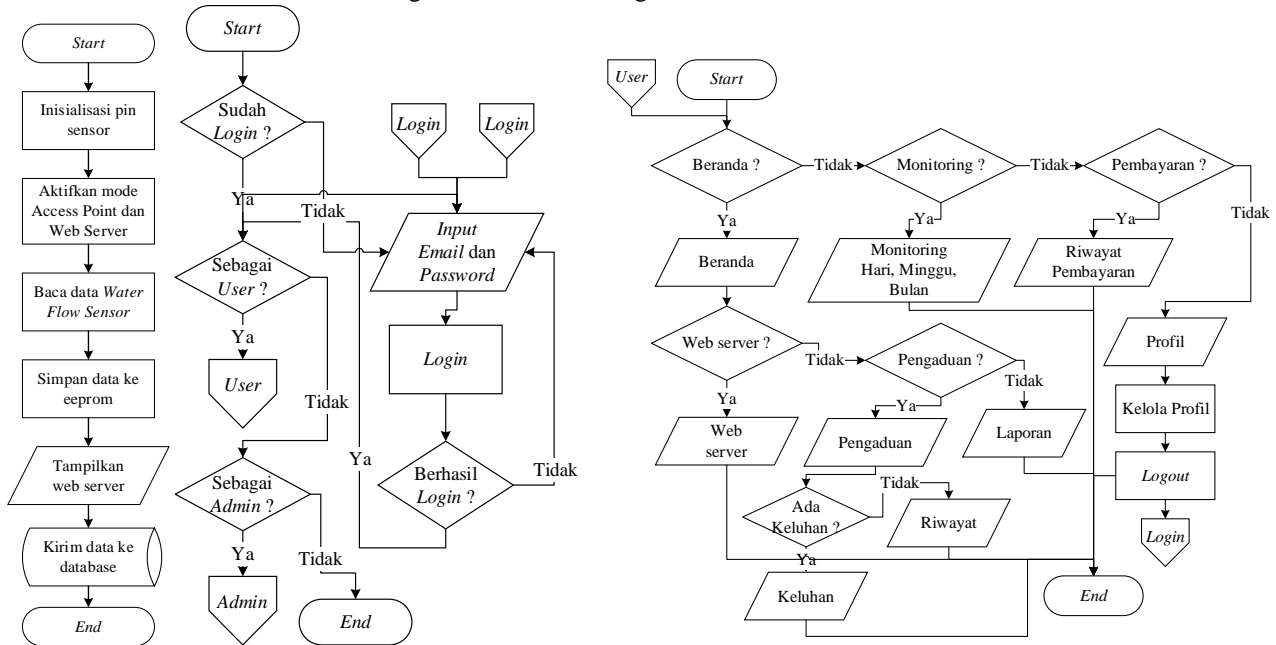 Start
Inisialisasi pin
sensor
Aktifkan mode
Access Point dan
Web Server
Baca data Water
Flow Sensor
Simpan data ke
eeprom
Tampilkan
web server
Kirim data ke
database
End
Start
Sudah
Login ?
Ya
Tidak
Sebagai
User ?
Ya
User
Tidak
Sebagai
Admin ?
Ya
Admin
Tidak
End
Login
Login
Input
Email dan
Password
Login
Berhasil
Login ?
Ya
Tidak
User
Start
Beranda ?
Tidak
Monitoring ?
Tidak
Pembayaran ?
Tidak
Ya
Beranda
Ya
Monitoring
Hari, Minggu,
Bulan
Ya
Riwayat
Pembayaran
Profil
Kelola Profil
Logout
Login
Web server ?
Tidak
Pengaduan ?
Tidak
Ya
Web
server
Ya
Pengaduan
Laporan
Ada
Keluhan ?
Tidak
Riwayat
Ya
Keluhan
End